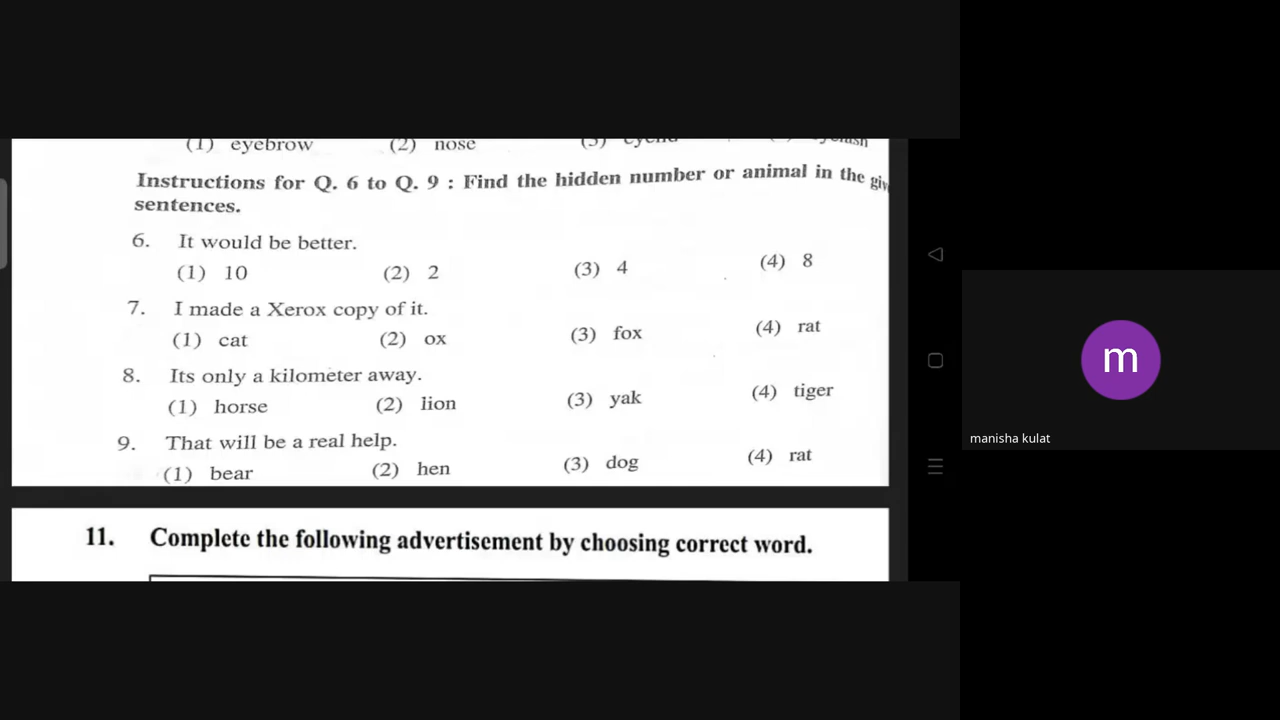 (1) eyebrow (2) nose (3)
Instructions for Q. 6 to Q. 9 : Find the hidden number or animal in the
sentences.
6. It would be better.
(1) 10 (2) 2 (3) 4 (4) 8
7. I made a Xerox copy of it.
(1) cat (2) ox (3) fox (4) rat
8. Its only a kilometer away.
(1) horse (2) lion (3) yak (4) tiger
9. That will be a real help.
(1) bear (2) hen (3) dog (4) rat
11. Complete the following advertisement by choosing correct word.
m
manisha kulat